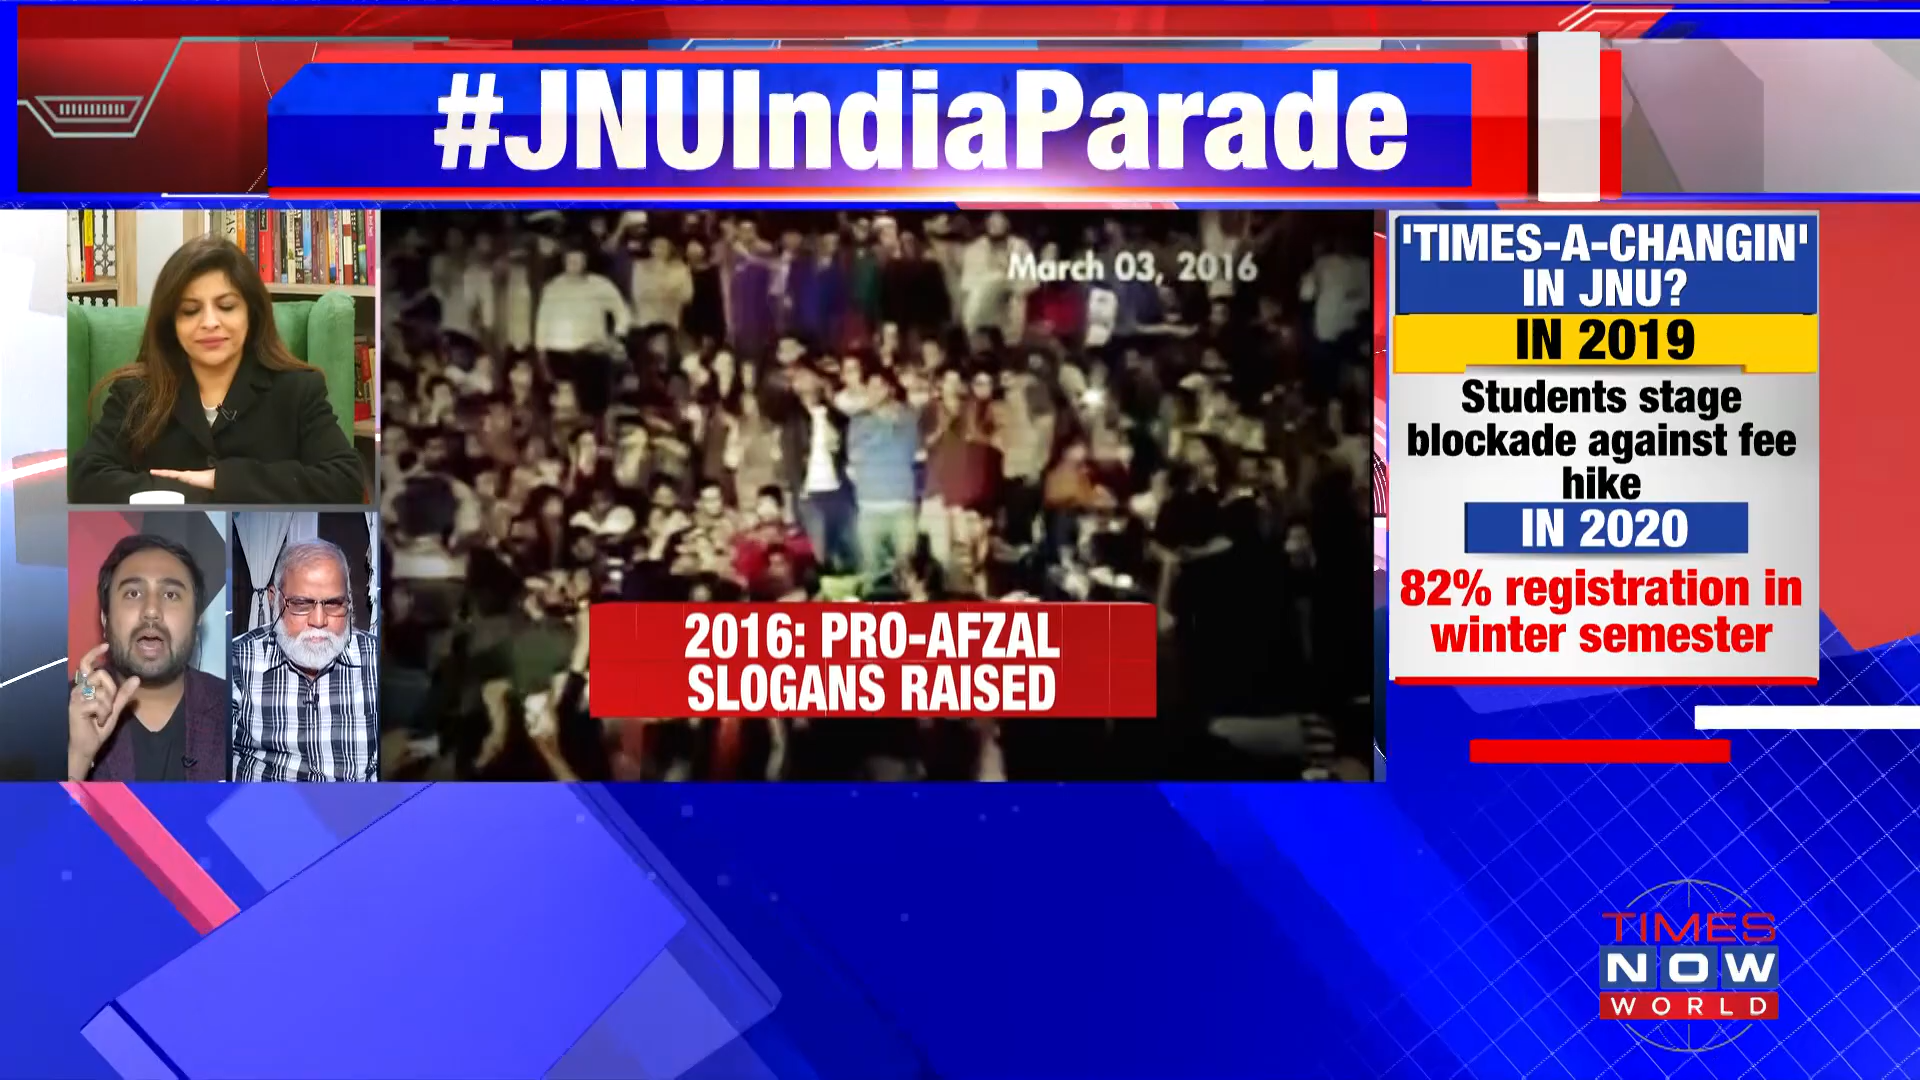 #JNUIndiaParade
March 03, 2016
2016: PRO-AFZAL
SLOGANS RAISED
'TIMES-A-CHANGIN'
IN JNU?
IN 2019
Students stage
blockade against fee
hike
IN 2020
82% registration in
winter semester
TIMES
NOW
WORLD